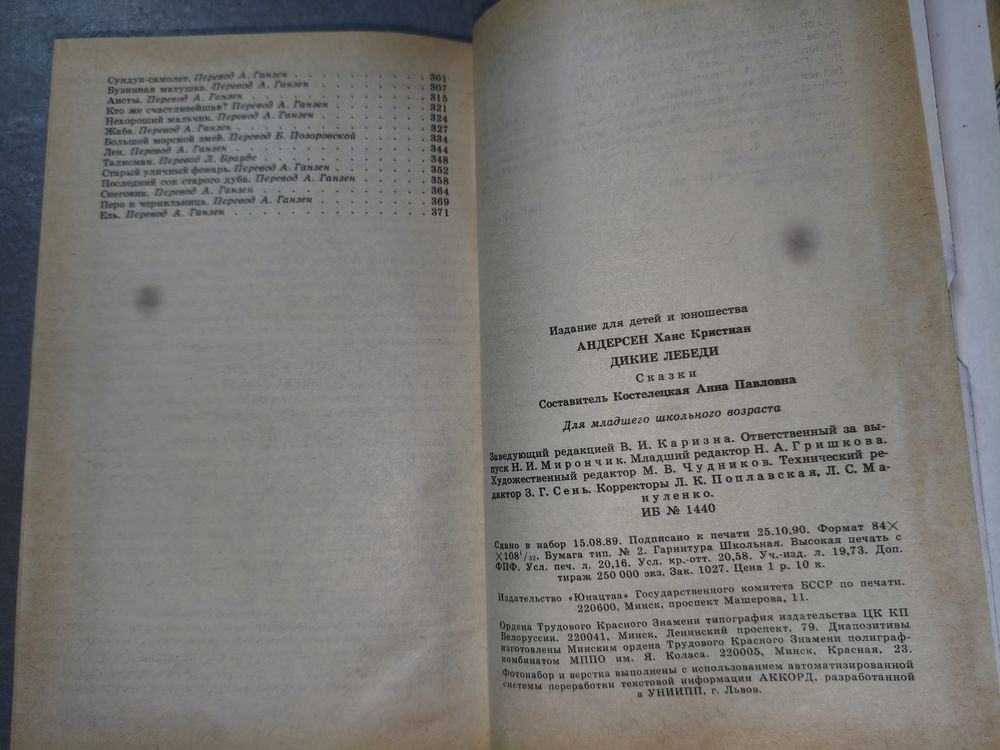 Сундук-самолет. Перевод А. Ганзен . . . . . . . . . 301
Бузинная матушка. Перевод А. Ганзен . . . . . . . . 307
Аисты. Перевод А. Ганзен . . . . . . . . . . . . 315
Кто же счастливейшая? Перевод А. Ганзен . . . . . . . 321
Нехороший мальчик. Перевод А. Ганзен . . . . . . . . 324
Жаба. Перевод А. Ганзен . . . . . . . . . . . . . 327
Большой морской змей. Перевод Б. Позоровской . . . . . 334
Лен. Перевод А. Ганзен . . . . . . . . . . . . . 344
Талисман. Перевод Л. Брауде . . . . . . . . . . . 348
Старый уличный фонарь. Перевод А. Ганзен . . . . . . . 352
Последний сон старого дуба. Перевод А. Ганзен . . . . . 358
Снеговик. Перевод А. Ганзен . . . . . . . . . . . 364
Перо и чернильница. Перевод А. Ганзен . . . . . . . . 369
Ель. Перевод А. Ганзен . . . . . . . . . . . . . 371
Издание для детей и юношества
АНДЕРСЕН Ханс Кристиан
ДИКИЕ ЛЕБЕДИ
Сказки
Составитель Костелецкая Анна Павловна
Для младшего школьного возраста
Заведующий редакцией В. И. Каризна. Ответственный за вы-
пуск Н. И. Мирончик. Младший редактор Н. А. Гришкова.
Художественный редактор М. В. Чудников. Технический ре-
дактор З. Г. Сень. Корректоры Л. К. Поплавская, Л. С. Ма-
нуленко.
ИБ № 1440
Сдано в набор 15.08.89. Подписано к печати 25.10.90. Формат 84×
×108¹/₃₂. Бумага тип. № 2. Гарнитура Школьная. Высокая печать с
ФПФ. Усл. печ. л. 20,16. Усл. кр.-отт. 20,58. Уч.-изд. л. 19,73. Доп.
тираж 250 000 экз. Зак. 1027. Цена 1 р. 10 к.
Издательство «Юнацтва» Государственного комитета БССР по печати.
220600, Минск, проспект Машерова, 11.
Ордена Трудового Красного Знамени типография издательства ЦК КП
Белоруссии. 220041, Минск, Ленинский проспект, 79. Диапозитивы
изготовлены Минским ордена Трудового Красного Знамени полиграф-
комбинатом МППО им. Я. Коласа. 220005, Минск, Красная, 23.
Фотонабор и верстка выполнены с использованием автоматизированной
системы переработки текстовой информации АККОРД, разработанной
в УНИИПП, г. Львов.